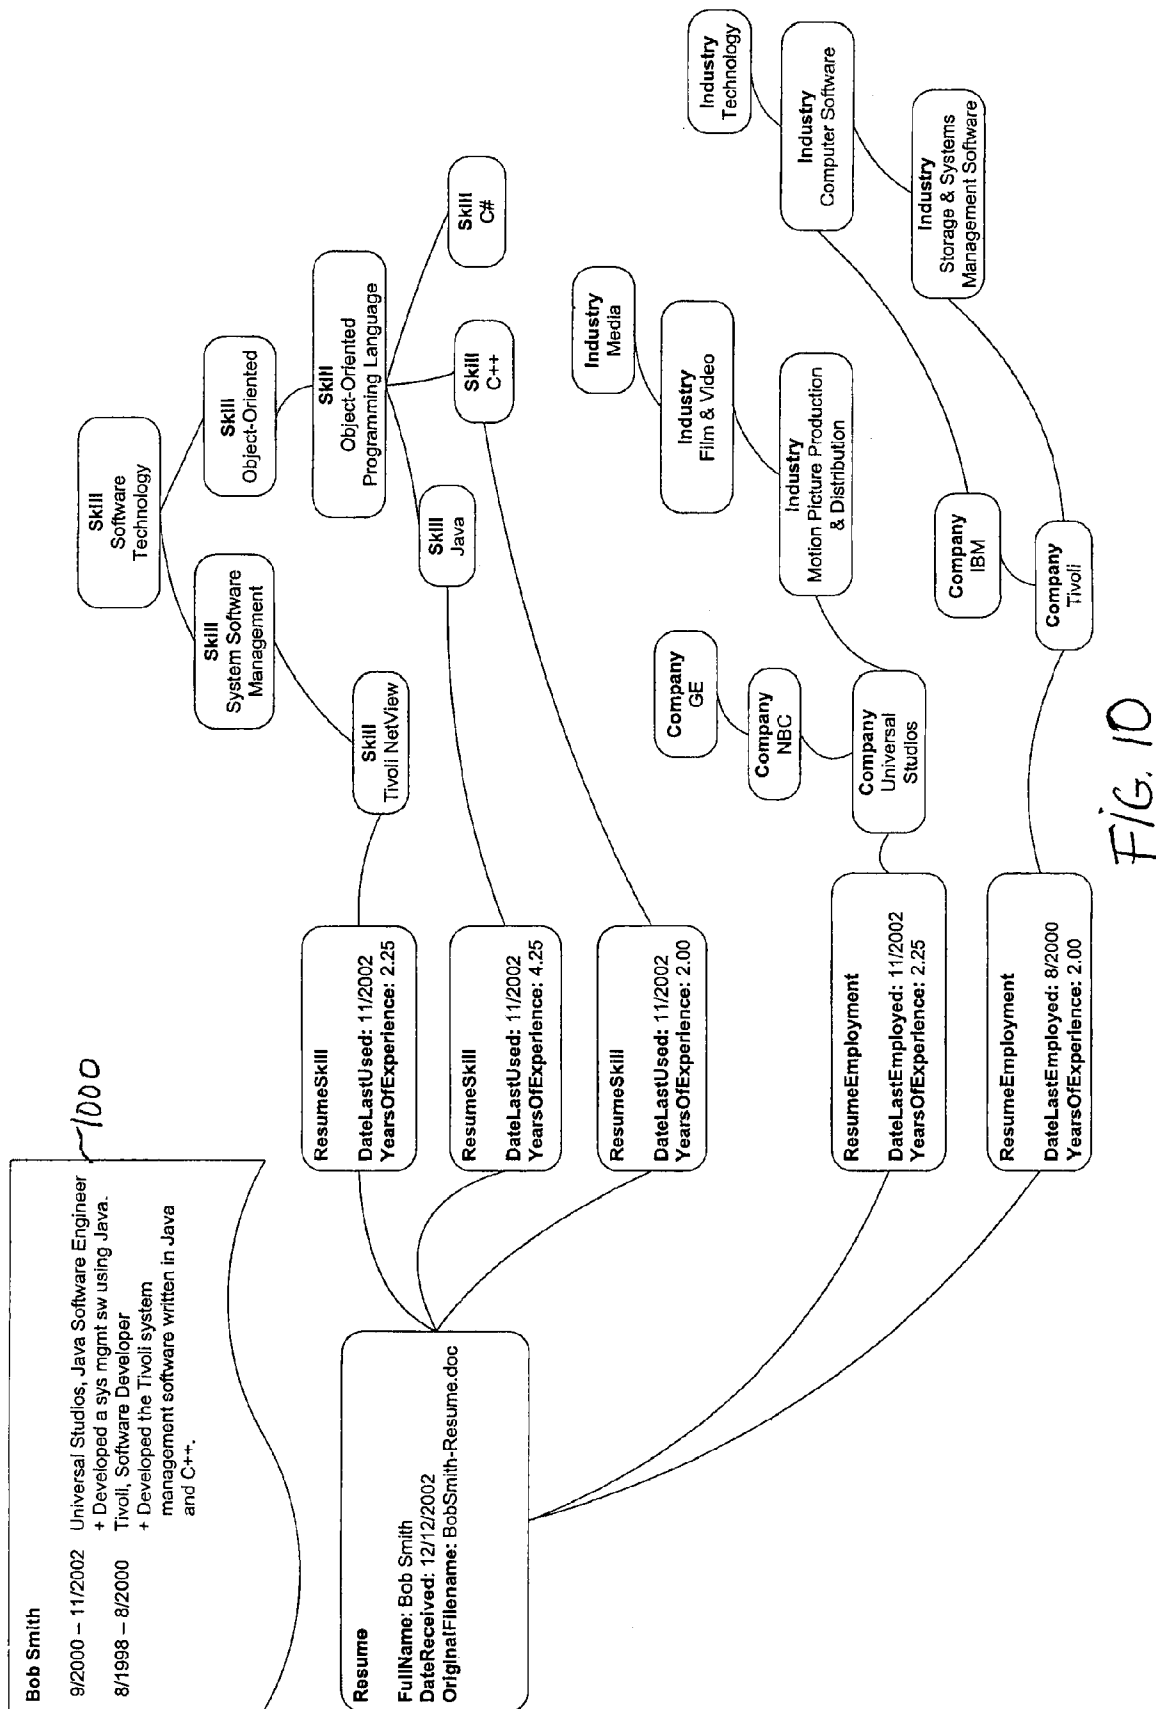 Bob Smith
9/2000 – 11/2002 Universal Studios, Java Software Engineer
+ Developed a sys mgmt sw using Java.
8/1998 – 8/2000 Tivoli, Software Developer
+ Developed the Tivoli system
management software written in Java
and C++.
~1000
Resume
FullName: Bob Smith
DateReceived: 12/12/2002
OriginalFilename: BobSmith-Resume.doc
ResumeSkill
DateLastUsed: 11/2002
YearsOfExperience: 2.25
ResumeSkill
DateLastUsed: 11/2002
YearsOfExperience: 4.25
ResumeSkill
DateLastUsed: 11/2002
YearsOfExperience: 2.00
ResumeEmployment
DateLastEmployed: 11/2002
YearsOfExperience: 2.25
ResumeEmployment
DateLastEmployed: 8/2000
YearsOfExperience: 2.00
Skill
Software
Technology
Skill
System Software
Management
Skill
Object-Oriented
Skill
Tivoli NetView
Skill
Object-Oriented
Programming Language
Skill
Java
Skill
C++
Skill
C#
Company
GE
Company
NBC
Company
Universal
Studios
Industry
Media
Industry
Film & Video
Industry
Motion Picture Production
& Distribution
Company
IBM
Company
Tivoli
Industry
Technology
Industry
Computer Software
Industry
Storage & Systems
Management Software
FIG. 10